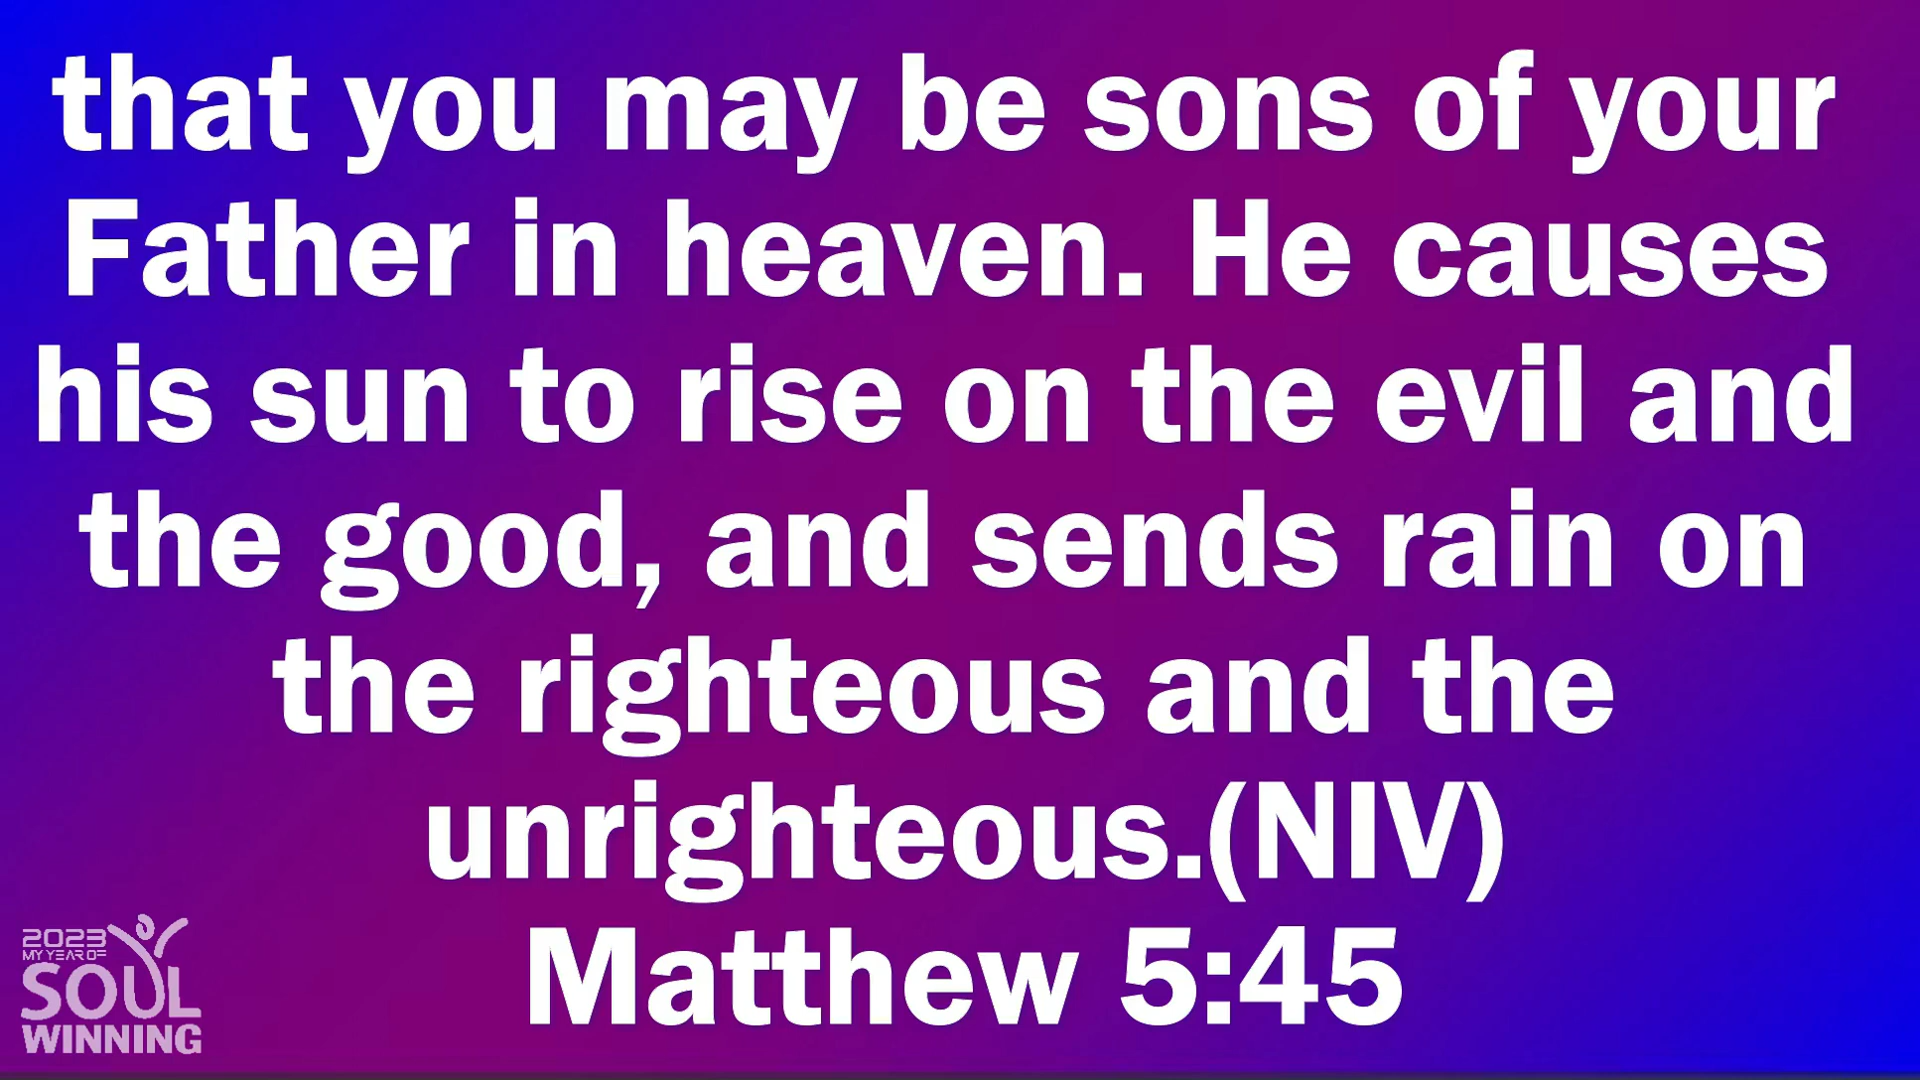 that you may be sons of your
Father in heaven. He causes
his sun to rise on the evil and
the good, and sends rain on
the righteous and the
unrighteous.(NIV)
Matthew 5:45
2023
MY YEAR OF
SOUL
WINNING